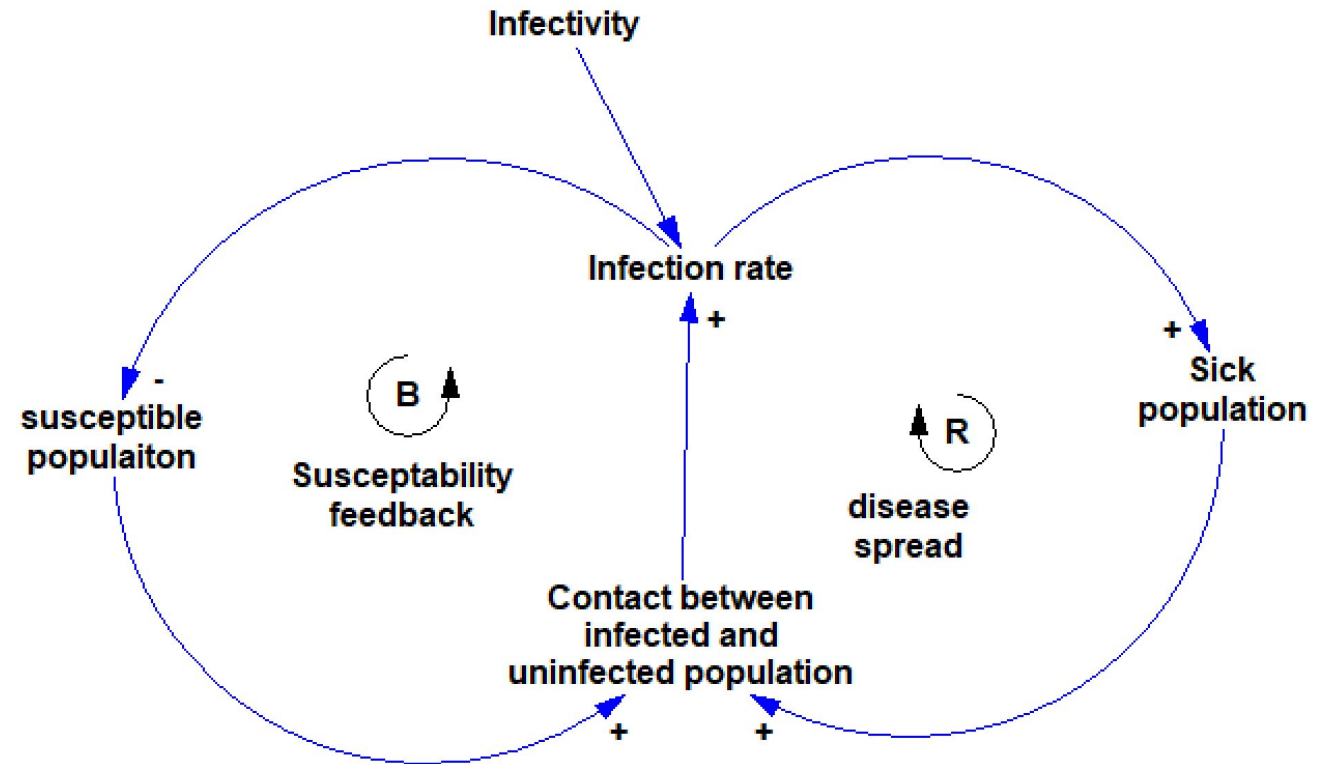 Infectivity
Infection rate
+
+
Sick
population
-
susceptible
populaiton
B
R
Susceptability
feedback
disease
spread
Contact between
infected and
uninfected population
+
+